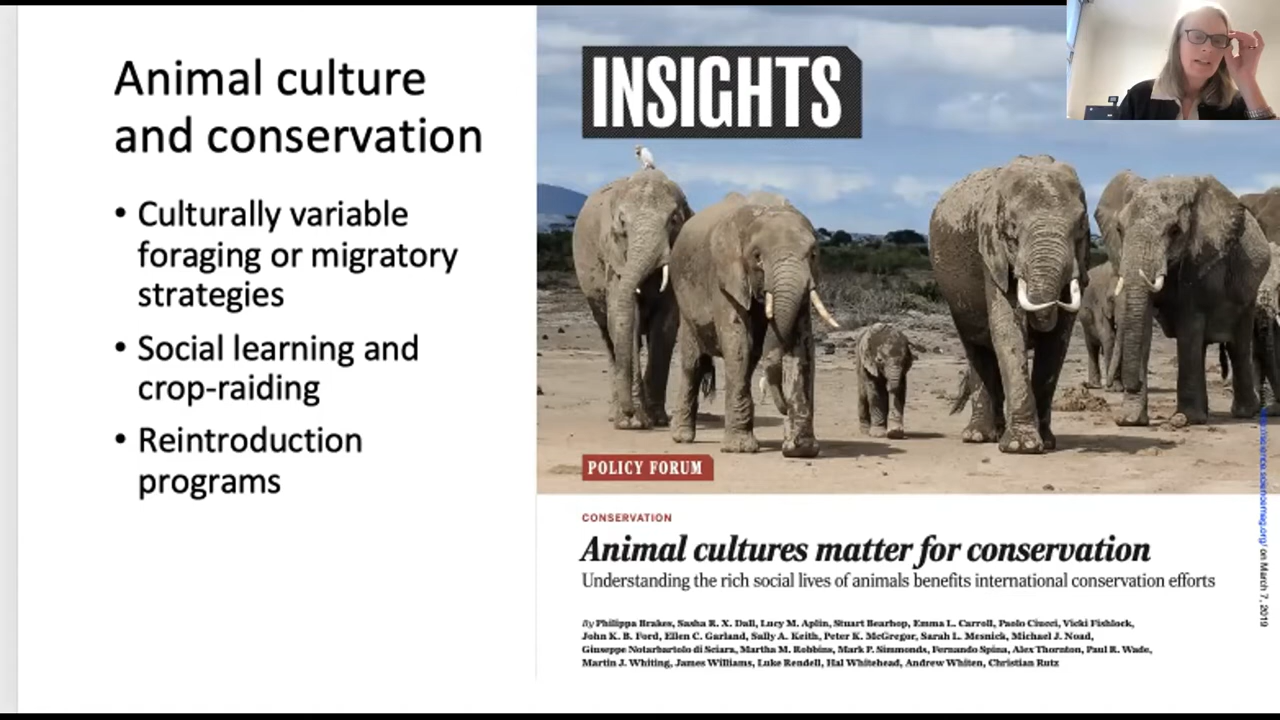 Animal culture
and conservation
• Culturally variable
foraging or migratory
strategies
• Social learning and
crop-raiding
• Reintroduction
programs
INSIGHTS
POLICY FORUM
CONSERVATION
Animal cultures matter for conservation
Understanding the rich social lives of animals benefits international conservation efforts
By Philippa Brakes, Sasha R. X. Dall, Lucy M. Aplin, Stuart Bearhop, Emma L. Carroll, Paolo Ciucci, Vicki Fishlock,
John K. B. Ford, Ellen C. Garland, Sally A. Keith, Peter K. McGregor, Sarah L. Mesnick, Michael J. Noad,
Giuseppe Notarbartolo di Sciara, Martha M. Robbins, Mark P. Simmonds, Fernando Spina, Alex Thornton, Paul R. Wade,
Martin J. Whiting, James Williams, Luke Rendell, Hal Whitehead, Andrew Whiten, Christian Rutz
on March 7, 2019